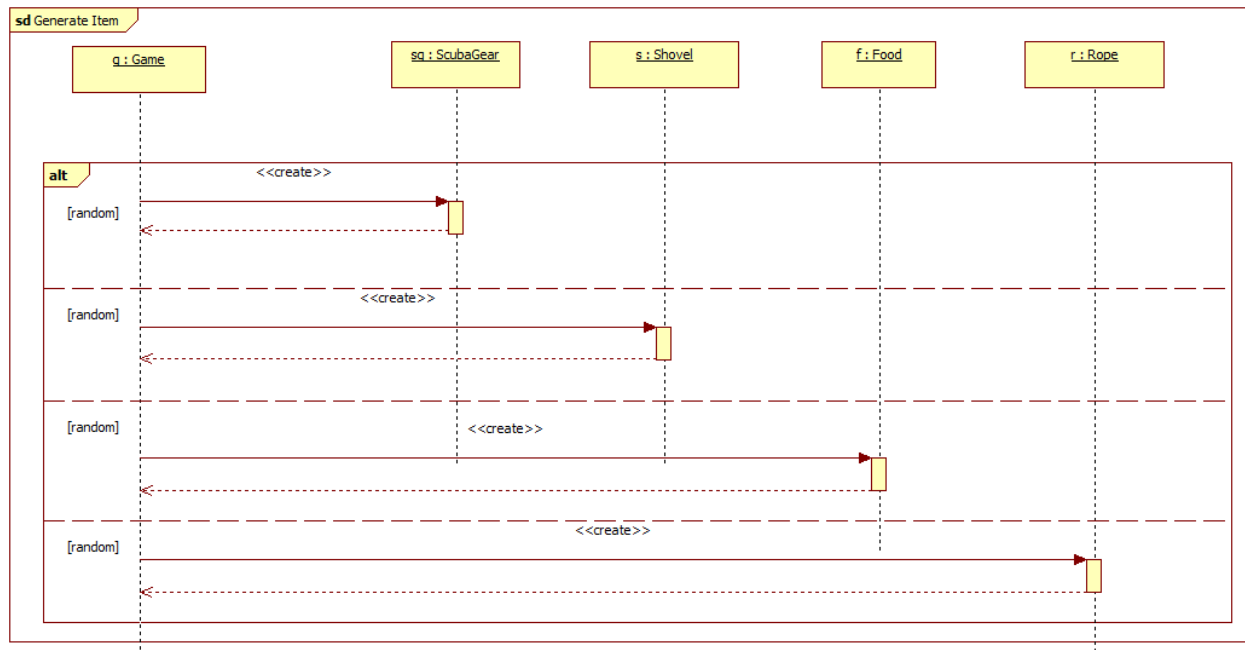 sd Generate Item
g : Game
sg : ScubaGear
s : Shovel
f : Food
r : Rope
alt
<<create>>
[random]
<<create>>
[random]
<<create>>
[random]
<<create>>
[random]